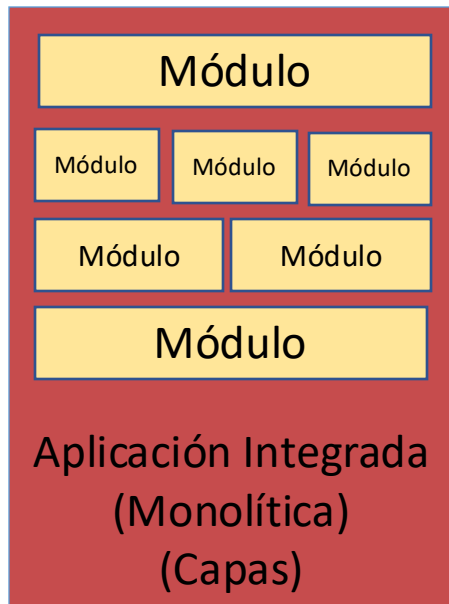 Módulo
Módulo Módulo Módulo
Módulo Módulo
Módulo
Aplicación Integrada
(Monolítica)
(Capas)